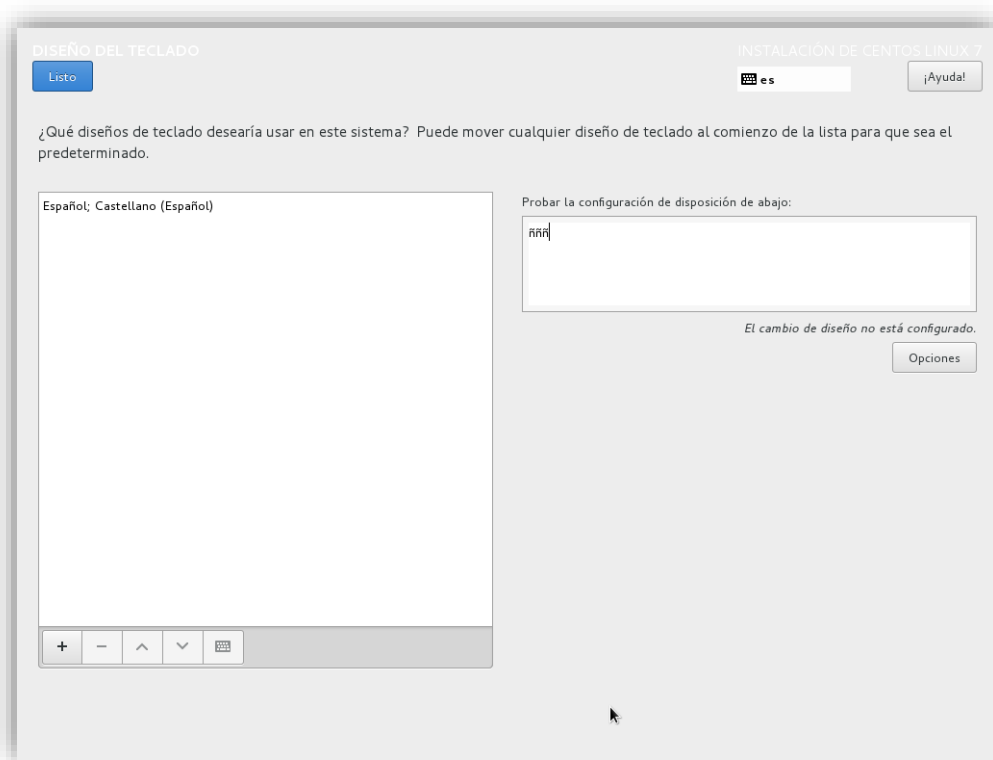 DISEÑO DEL TECLADO
INSTALACIÓN DE CENTOS LINUX 7
Listo
es
¡Ayuda!
¿Qué diseños de teclado desearía usar en este sistema?  Puede mover cualquier diseño de teclado al comienzo de la lista para que sea el
predeterminado.
Español; Castellano (Español)
Probar la configuración de disposición de abajo:
ñññ
El cambio de diseño no está configurado.
Opciones